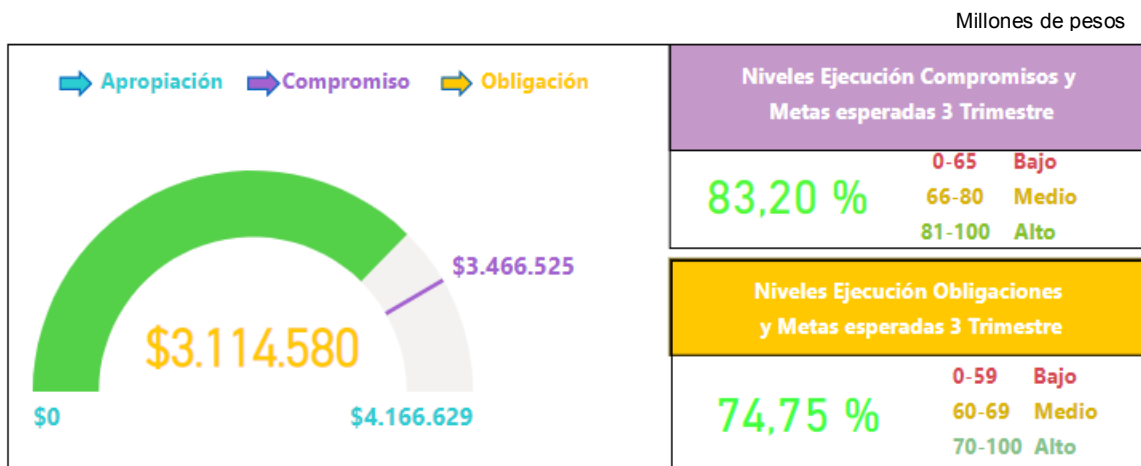 Millones de pesos
Apropiación Compromiso Obligación
$3.466.525
$3.114.580
$0 $4.166.629
Niveles Ejecución Compromisos y
Metas esperadas 3 Trimestre
83,20 %
0-65 Bajo
66-80 Medio
81-100 Alto
Niveles Ejecución Obligaciones
y Metas esperadas 3 Trimestre
74,75 %
0-59 Bajo
60-69 Medio
70-100 Alto